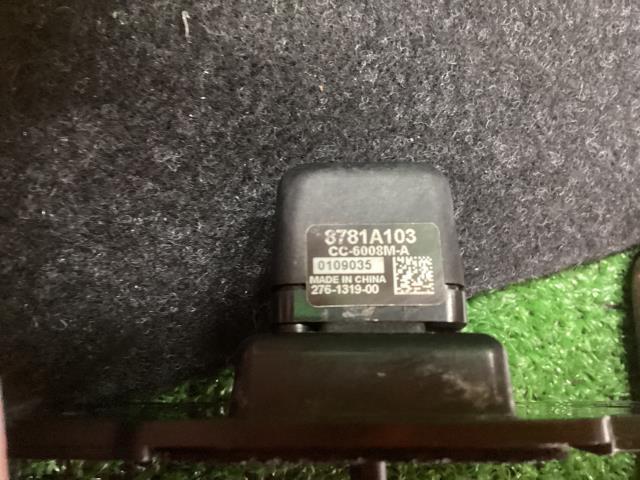 8781A103
CC-6008M-A
0109035
MADE IN CHINA
276-1319-00